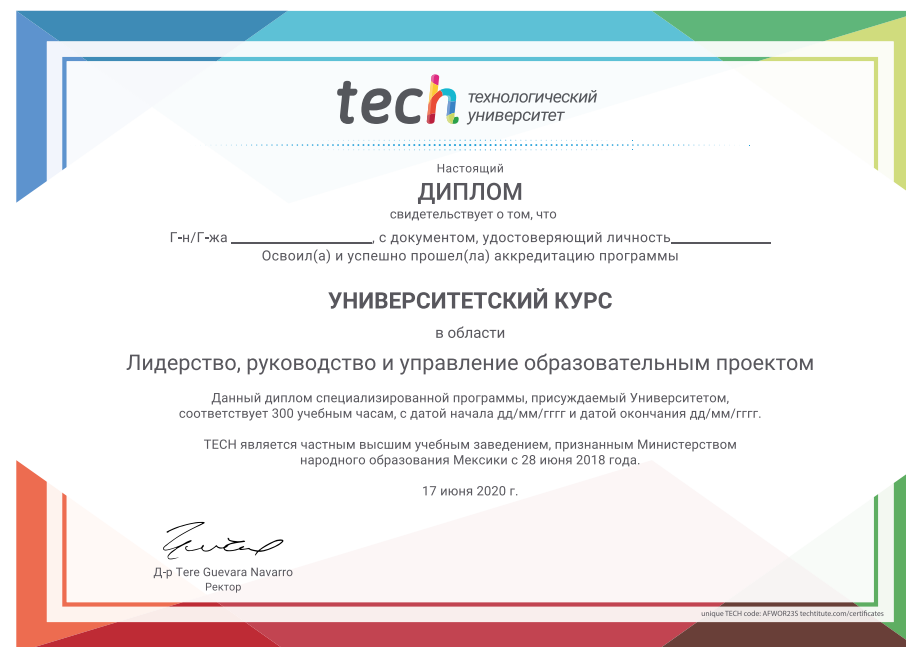 tech технологический
университет
Настоящий
ДИПЛОМ
свидетельствует о том, что
Г-н/Г-жа ____________________, с документом, удостоверяющий личность______________
Освоил(а) и успешно прошел(ла) аккредитацию программы
УНИВЕРСИТЕТСКИЙ КУРС
в области
Лидерство, руководство и управление образовательным проектом
Данный диплом специализированной программы, присуждаемый Университетом,
соответствует 300 учебным часам, с датой начала дд/мм/гггг и датой окончания дд/мм/гггг.
TECH является частным высшим учебным заведением, признанным Министерством
народного образования Мексики с 28 июня 2018 года.
17 июня 2020 г.
Д-р Tere Guevara Navarro
Ректор
unique TECH code: AFWOR23S techtitute.com/certificates